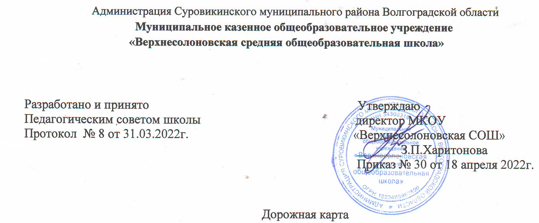 Администрация Суровикинского муниципального района Волгоградской области
Муниципальное казенное общеобразовательное учреждение
«Верхнесолоновская средняя общеобразовательная школа»
Разработано и принято
Педагогическим советом школы
Протокол № 8 от 31.03.2022г.
Утверждаю
директор МКОУ
«Верхнесолоновская СОШ»
З.П.Харитонова
Приказ № 30 от 18 апреля 2022г.
общеобразовательная
школа»
Дорожная карта